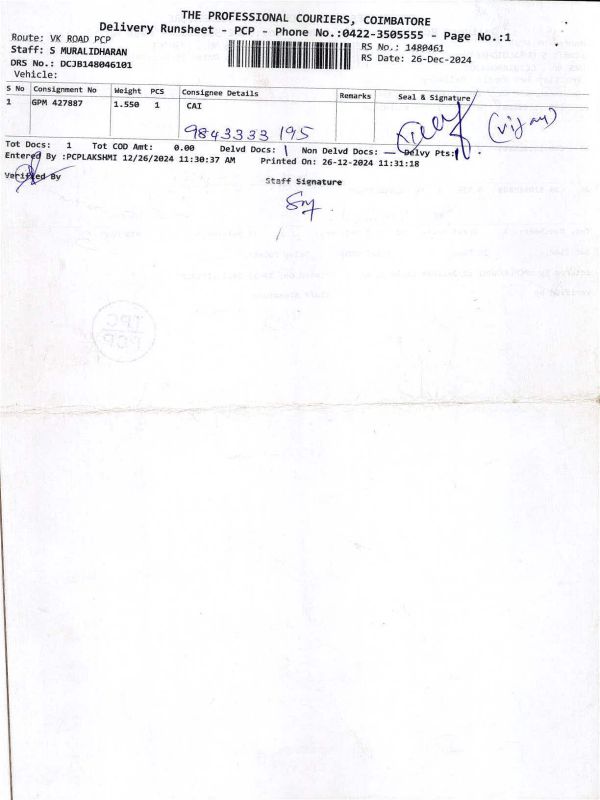 THE PROFESSIONAL COURIERS, COIMBATORE
Delivery Runsheet - PCP - Phone No.:0422-3505555 - Page No.:1
Route: VK ROAD PCP RS No.: 1480461
Staff: S MURALIDHARAN RS Date: 26-Dec-2024
DRS No.: DCJB148046101
Vehicle:
S No Consignment No Weight PCS Consignee Details Remarks Seal & Signature
1 GPM 427887 1.550 1 CAI
9843333195 (Vijay)
Tot Docs: 1 Tot COD Amt: 0.00 Delvd Docs: 1 Non Delvd Docs: — Delvy Pts: 1
Entered By :PCPLAKSHMI 12/26/2024 11:30:37 AM Printed On: 26-12-2024 11:31:18
Verified By
Staff Signature